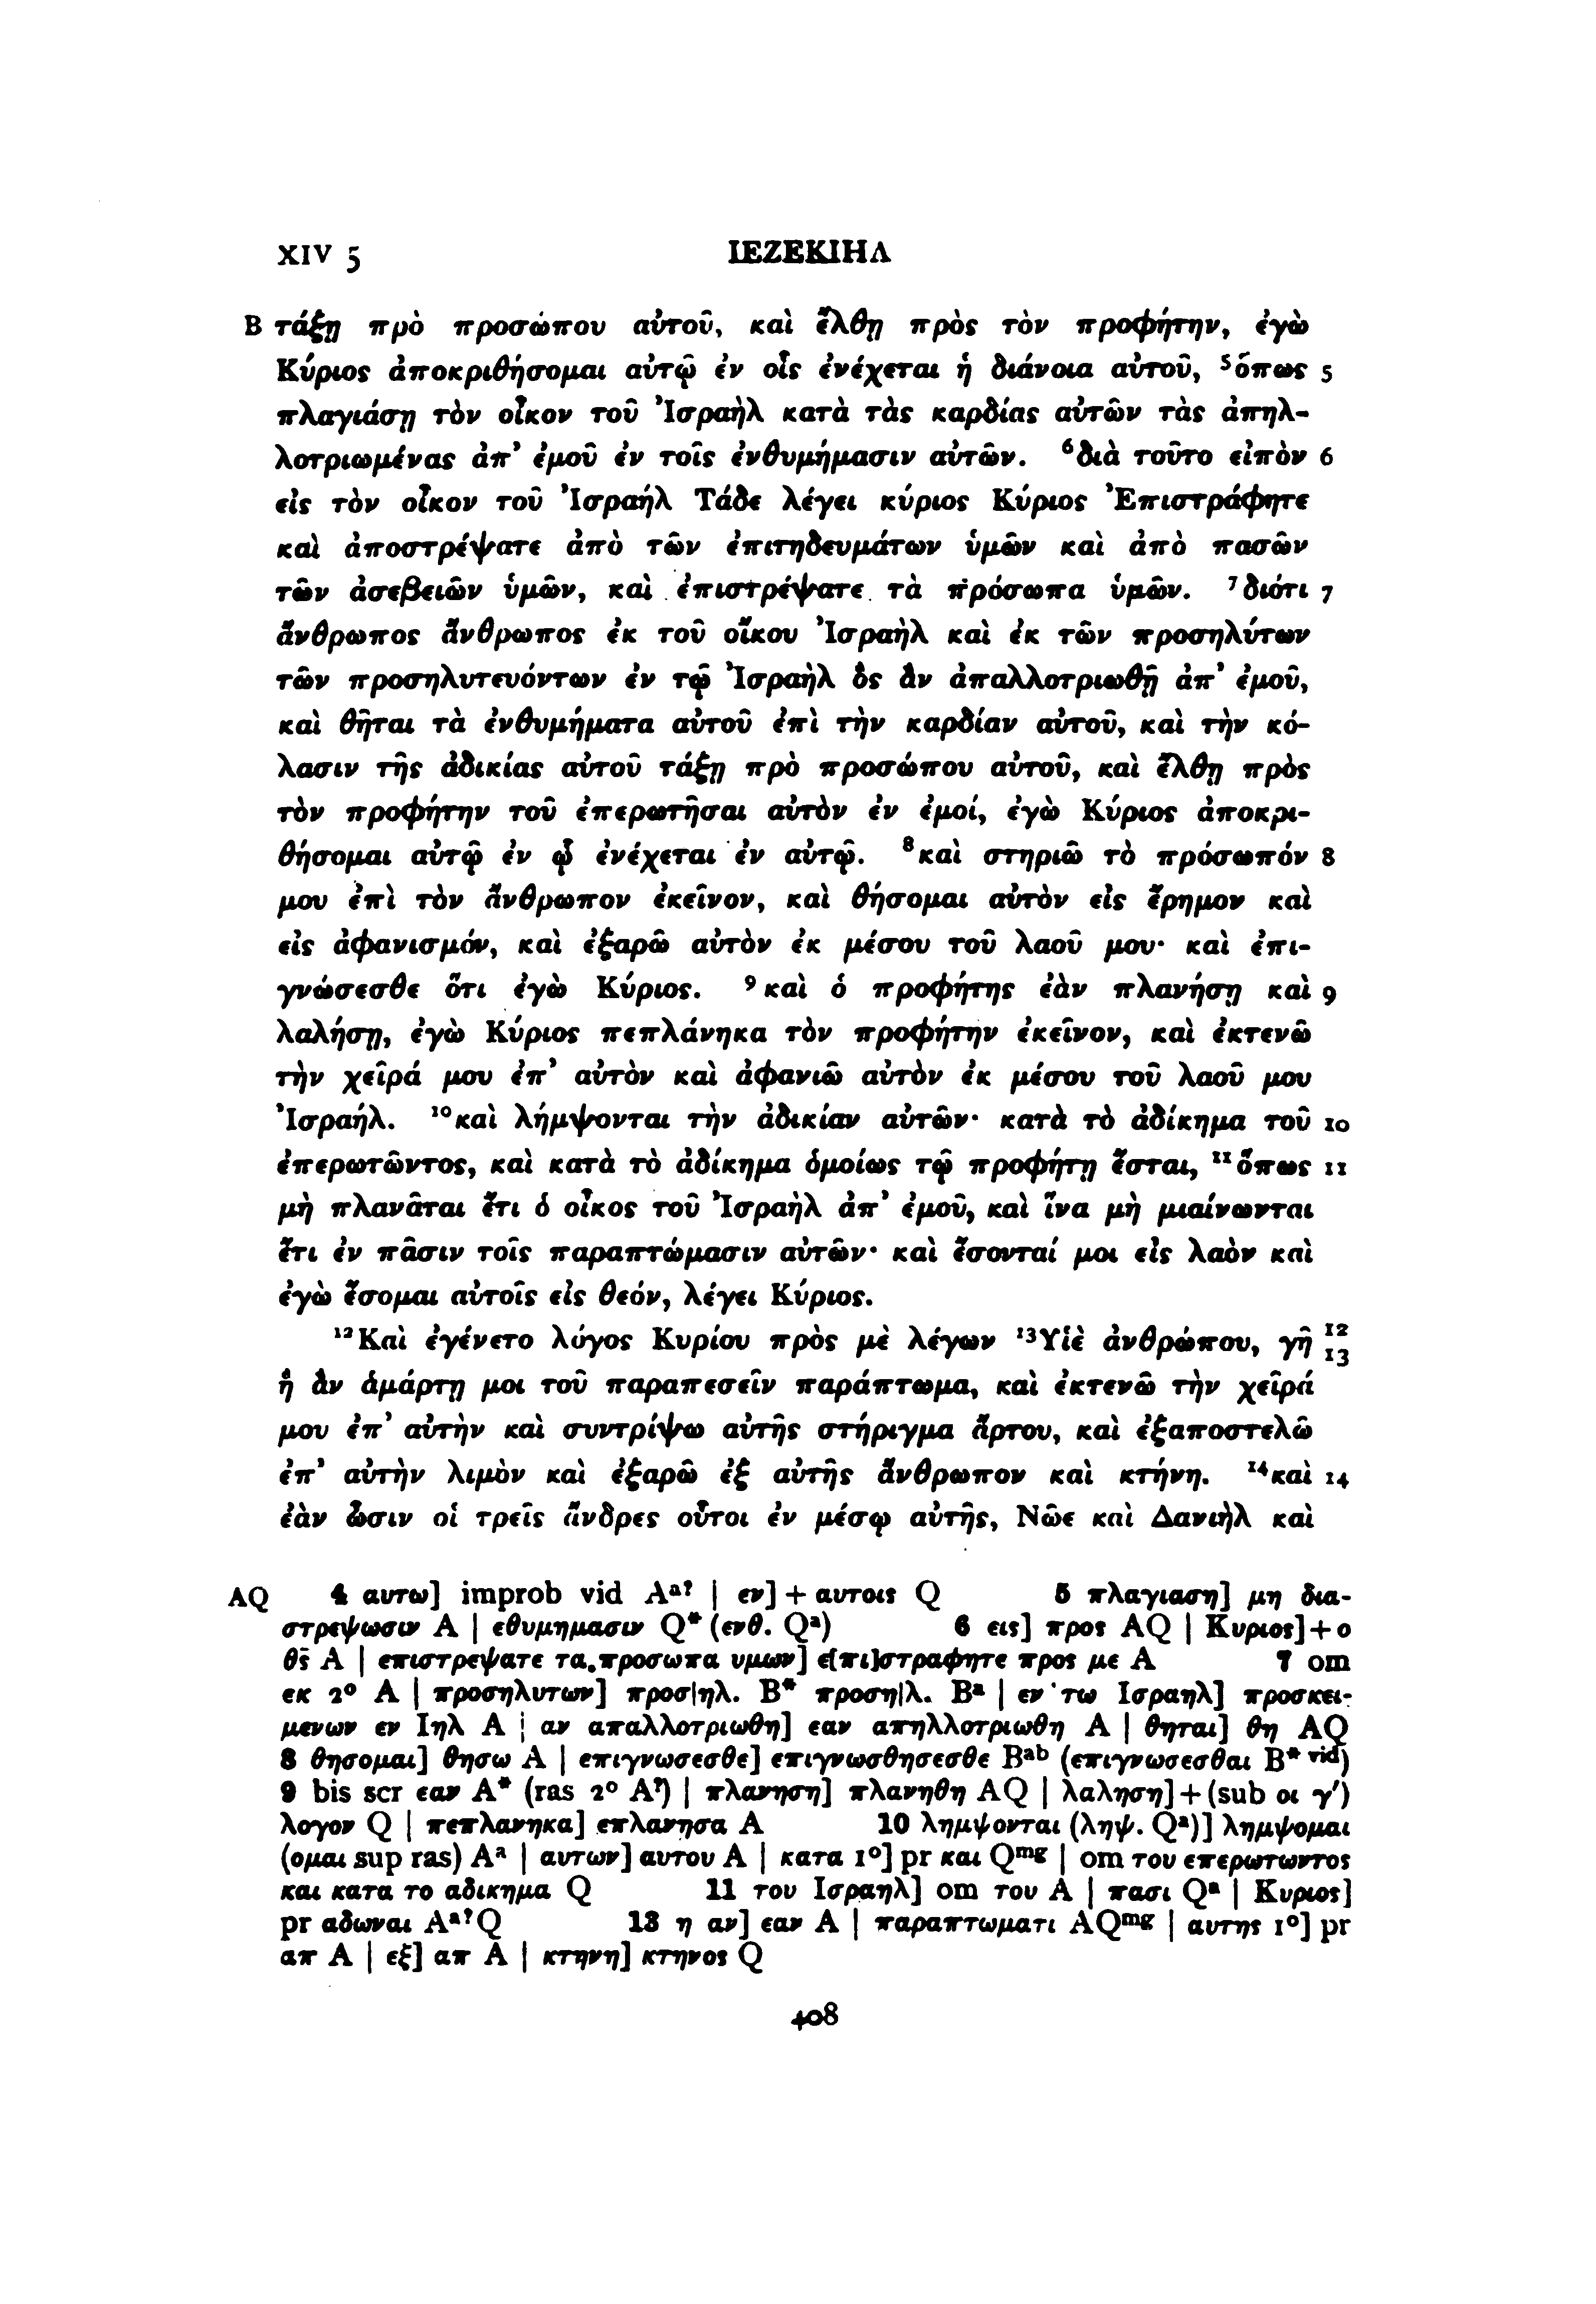 XIV 5 ΙΕΖΕΚΙΗΛ
B τάξῃ πρὸ προσώπου αὐτοῦ, καὶ ἔλθῃ πρὸς τὸν προφήτην, ἐγὼ
Κύριος ἀποκριθήσομαι αὐτῷ ἐν οἷς ἐνέχεται ἡ διάνοια αὐτοῦ, ⁵ὅπως 5
πλαγιάσῃ τὸν οἶκον τοῦ Ἰσραὴλ κατὰ τὰς καρδίας αὐτῶν τὰς ἀπηλ-
λοτριωμένας ἀπ᾽ ἐμοῦ ἐν τοῖς ἐνθυμήμασιν αὐτῶν. ⁶διὰ τοῦτο εἰπὸν 6
εἰς τὸν οἶκον τοῦ Ἰσραήλ Τάδε λέγει κύριος Κύριος Ἐπιστράφητε
καὶ ἀποστρέψατε ἀπὸ τῶν ἐπιτηδευμάτων ὑμῶν καὶ ἀπὸ πασῶν
τῶν ἀσεβειῶν ὑμῶν, καὶ ἐπιστρέψατε τὰ πρόσωπα ὑμῶν. ⁷διότι 7
ἄνθρωπος ἄνθρωπος ἐκ τοῦ οἴκου Ἰσραὴλ καὶ ἐκ τῶν προσηλύτων
τῶν προσηλυτευόντων ἐν τῷ Ἰσραὴλ ὃς ἂν ἀπαλλοτριωθῇ ἀπ᾽ ἐμοῦ,
καὶ θῆται τὰ ἐνθυμήματα αὐτοῦ ἐπὶ τὴν καρδίαν αὐτοῦ, καὶ τὴν κό-
λασιν τῆς ἀδικίας αὐτοῦ τάξῃ πρὸ προσώπου αὐτοῦ, καὶ ἔλθῃ πρὸς
τὸν προφήτην τοῦ ἐπερωτῆσαι αὐτὸν ἐν ἐμοί, ἐγὼ Κύριος ἀποκρι-
θήσομαι αὐτῷ ἐν ᾧ ἐνέχεται ἐν αὐτῷ. ⁸καὶ στηριῶ τὸ πρόσωπόν 8
μου ἐπὶ τὸν ἄνθρωπον ἐκεῖνον, καὶ θήσομαι αὐτὸν εἰς ἔρημον καὶ
εἰς ἀφανισμόν, καὶ ἐξαρῶ αὐτὸν ἐκ μέσου τοῦ λαοῦ μου· καὶ ἐπι-
γνώσεσθε ὅτι ἐγὼ Κύριος. ⁹καὶ ὁ προφήτης ἐὰν πλανήσῃ καὶ 9
λαλήσῃ, ἐγὼ Κύριος πεπλάνηκα τὸν προφήτην ἐκεῖνον, καὶ ἐκτενῶ
τὴν χεῖρά μου ἐπ᾽ αὐτὸν καὶ ἀφανιῶ αὐτὸν ἐκ μέσου τοῦ λαοῦ μου
Ἰσραήλ. ¹⁰καὶ λήμψονται τὴν ἀδικίαν αὐτῶν· κατὰ τὸ ἀδίκημα τοῦ 10
ἐπερωτῶντος, καὶ κατὰ τὸ ἀδίκημα ὁμοίως τῷ προφήτῃ ἔσται, ¹¹ὅπως 11
μὴ πλανᾶται ἔτι ὁ οἶκος τοῦ Ἰσραὴλ ἀπ᾽ ἐμοῦ, καὶ ἵνα μὴ μιαίνωνται
ἔτι ἐν πᾶσιν τοῖς παραπτώμασιν αὐτῶν· καὶ ἔσονταί μοι εἰς λαὸν καὶ
ἐγὼ ἔσομαι αὐτοῖς εἰς θεόν, λέγει Κύριος.
¹²Καὶ ἐγένετο λόγος Κυρίου πρὸς μὲ λέγων ¹³Υἱὲ ἀνθρώπου, γῆ 12 13
ἡ ἂν ἁμάρτῃ μοι τοῦ παραπεσεῖν παράπτωμα, καὶ ἐκτενῶ τὴν χεῖρά
μου ἐπ᾽ αὐτὴν καὶ συντρίψω αὐτῆς στήριγμα ἄρτου, καὶ ἐξαποστελῶ
ἐπ᾽ αὐτὴν λιμὸν καὶ ἐξαρῶ ἐξ αὐτῆς ἄνθρωπον καὶ κτήνη. ¹⁴καὶ 14
ἐὰν ὦσιν οἱ τρεῖς ἄνδρες οὗτοι ἐν μέσῳ αὐτῆς, Νῶε καὶ Δανιὴλ καὶ
AQ 4 αυτω] improb vid Aᵃ? | εν] + αυτοις Q 5 πλαγιαση] μη δια-
στρεψωσιν A | εθυμημασιν Q* (ενθ. Qᵃ) 6 εις] προς AQ | Κυριος] + ο
θς̄ A | επιστρεψατε τα προσωπα υμων] ε[πι]στραφητε προς με A 7 om
εκ 2° A | προσηλυτων] προσ|ηλ. B* προση|λ. Bᵃ | εν τω Ισραηλ] προσκει-
μενων εν Ιηλ A | αν απαλλοτριωθη] εαν απηλλοτριωθη A | θηται] θη AQ
8 θησομαι] θησω A | επιγνωσεσθε] επιγνωσθησεσθε Bᵃᵇ (επιγνωσεσθαι B* ᵛⁱᵈ)
9 bis scr εαν A* (ras 2° A?) | πλανηση] πλανηθη AQ | λαληση] + (sub οι γ′)
λογον Q | πεπλανηκα] επλανησα A 10 λημψονται (ληψ. Qᵃ)] λημψομαι
(ομαι sup ras) Aᵃ | αυτων] αυτου A | κατα 1°] pr και Qᵐᵍ | om του επερωτωντος
και κατα το αδικημα Q 11 του Ισραηλ] om του A | πασι Qᵃ | Κυριος]
pr αδωναι Aᵃ?Q 13 η αν] εαν A | παραπτωματι AQᵐᵍ | αυτης 1°] pr
απ A | εξ] απ A | κτηνη] κτηνος Q
408